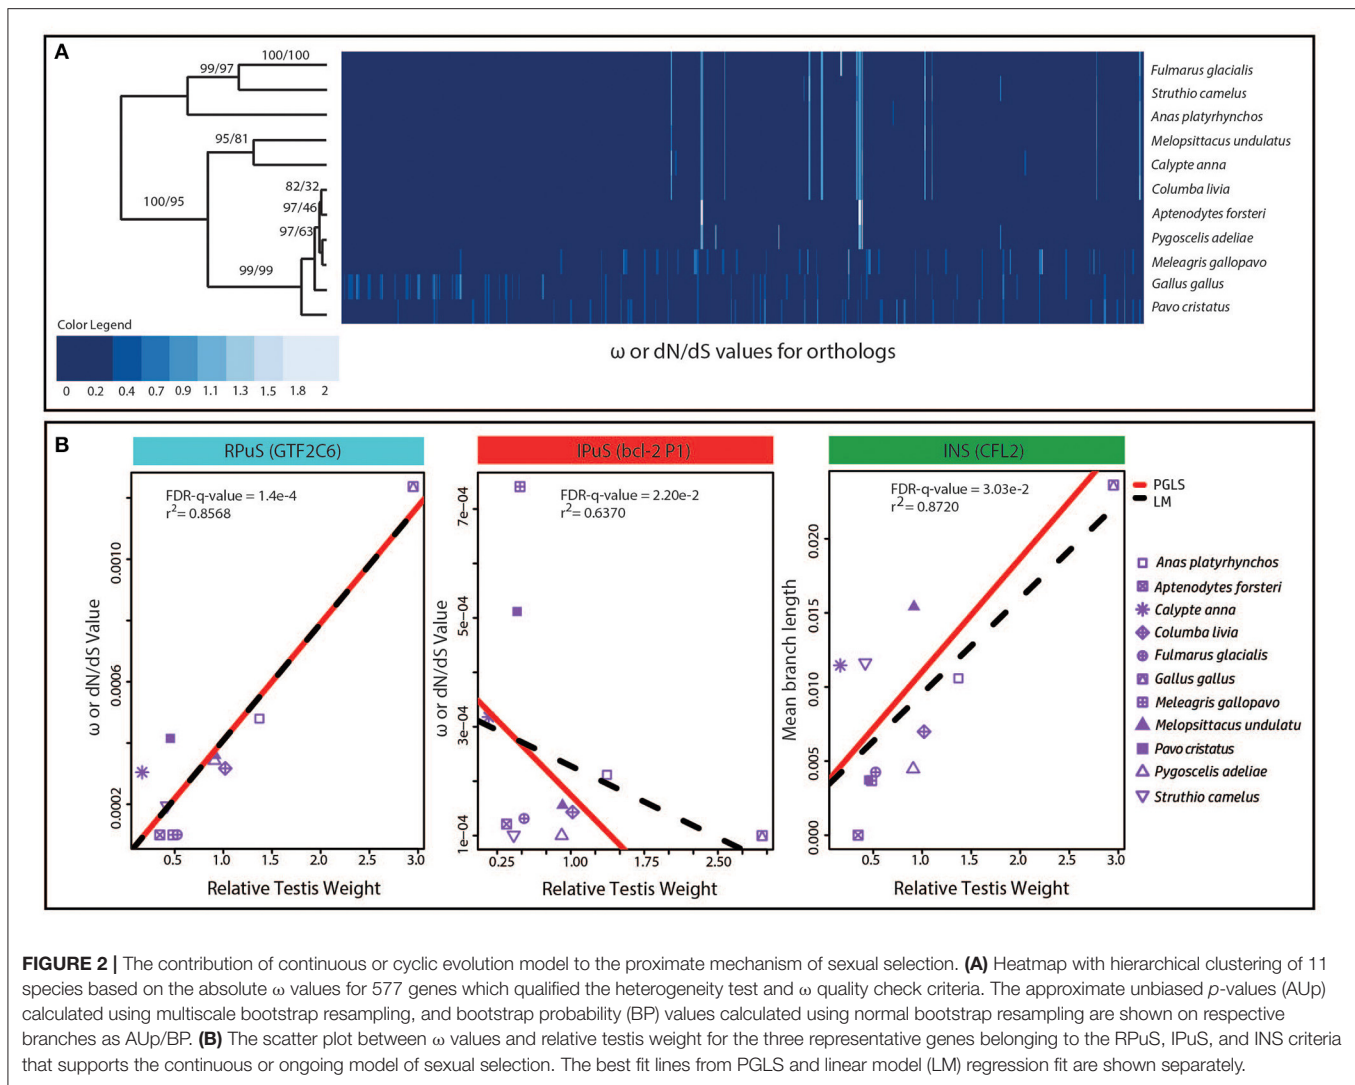 A
100/100
99/97
95/81
82/32
97/46
100/95
97/63
99/99
Fulmarus glacialis
Struthio camelus
Anas platyrhynchos
Melopsittacus undulatus
Calypte anna
Columba livia
Aptenodytes forsteri
Pygoscelis adeliae
Meleagris gallopavo
Gallus gallus
Pavo cristatus
Color Legend
0 0.2 0.4 0.7 0.9 1.1 1.3 1.5 1.8 2
ω or dN/dS values for orthologs
B
RPuS (GTF2C6)
FDR-q-value = 1.4e-4
r2= 0.8568
ω or dN/dS Value
0.00010
0.0006
0.0002
0.5 1.0 1.5 2.0 2.5 3.0
Relative Testis Weight
IPuS (bcl-2 P1)
FDR-q-value = 2.20e-2
r2= 0.6370
ω or dN/dS Value
7e-04
5e-04
3e-04
1e-04
0.25 1.00 1.75 2.50
Relative Testis Weight
INS (CFL2)
FDR-q-value = 3.03e-2
r2= 0.8720
Mean branch length
0.020
0.015
0.010
0.005
0.000
0.5 1.0 1.5 2.0 2.5 3.0
Relative Testis Weight
PGLS
LM
Anas platyrhynchos
Aptenodytes forsteri
Calypte anna
Columba livia
Fulmarus glacialis
Gallus gallus
Meleagris gallopavo
Melopsittacus undulatu
Pavo cristatus
Pygoscelis adeliae
Struthio camelus
FIGURE 2 | The contribution of continuous or cyclic evolution model to the proximate mechanism of sexual selection. (A) Heatmap with hierarchical clustering of 11
species based on the absolute ω values for 577 genes which qualified the heterogeneity test and ω quality check criteria. The approximate unbiased p-values (AUp)
calculated using multiscale bootstrap resampling, and bootstrap probability (BP) values calculated using normal bootstrap resampling are shown on respective
branches as AUp/BP. (B) The scatter plot between ω values and relative testis weight for the three representative genes belonging to the RPuS, IPuS, and INS criteria
that supports the continuous or ongoing model of sexual selection. The best fit lines from PGLS and linear model (LM) regression fit are shown separately.